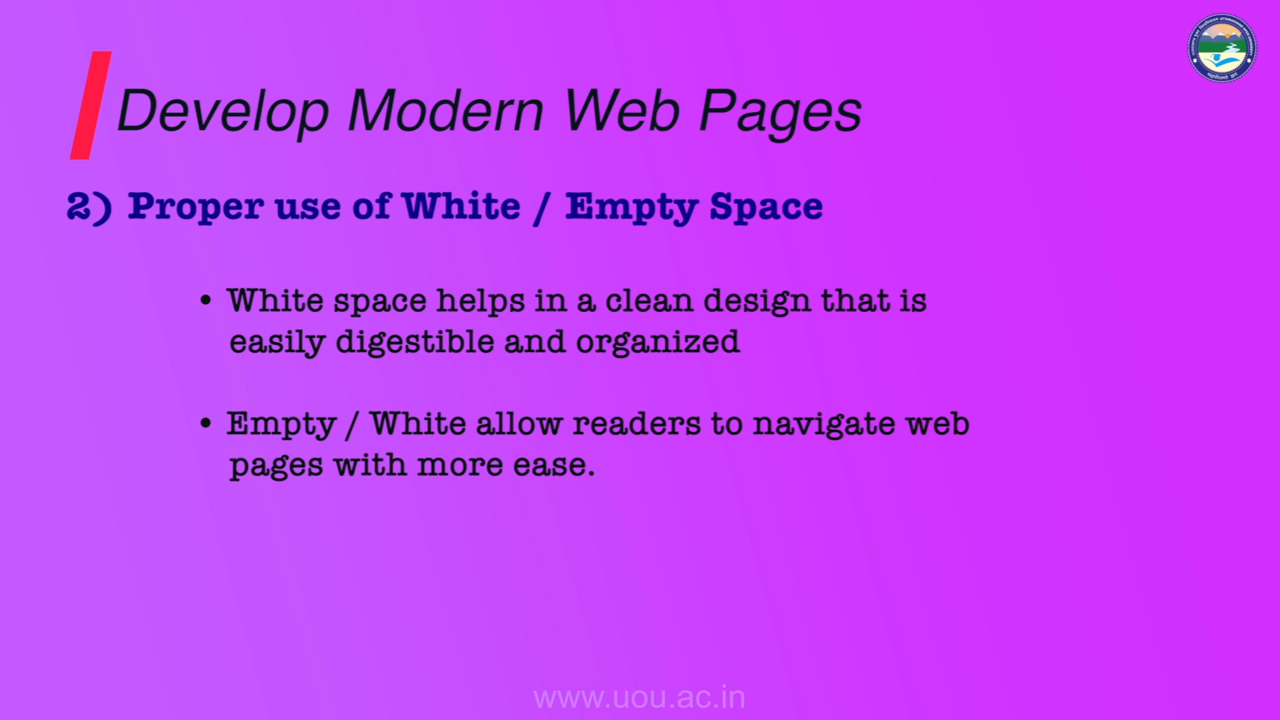 Develop Modern Web Pages
2) Proper use of White / Empty Space
• White space helps in a clean design that is
easily digestible and organized
• Empty / White allow readers to navigate web
pages with more ease.
www.uou.ac.in